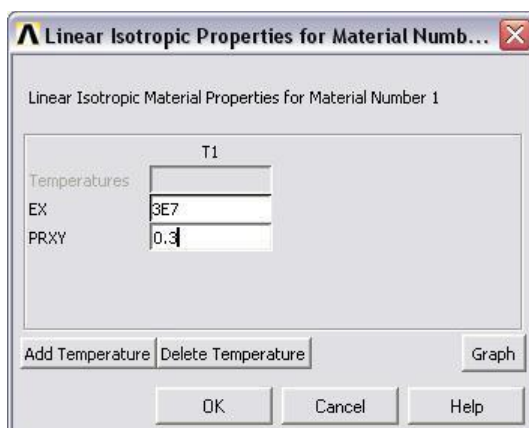 Linear Isotropic Properties for Material Numb...
Linear Isotropic Material Properties for Material Number 1
T1
Temperatures
EX 3E7
PRXY 0.3
Add Temperature Delete Temperature Graph
OK Cancel Help